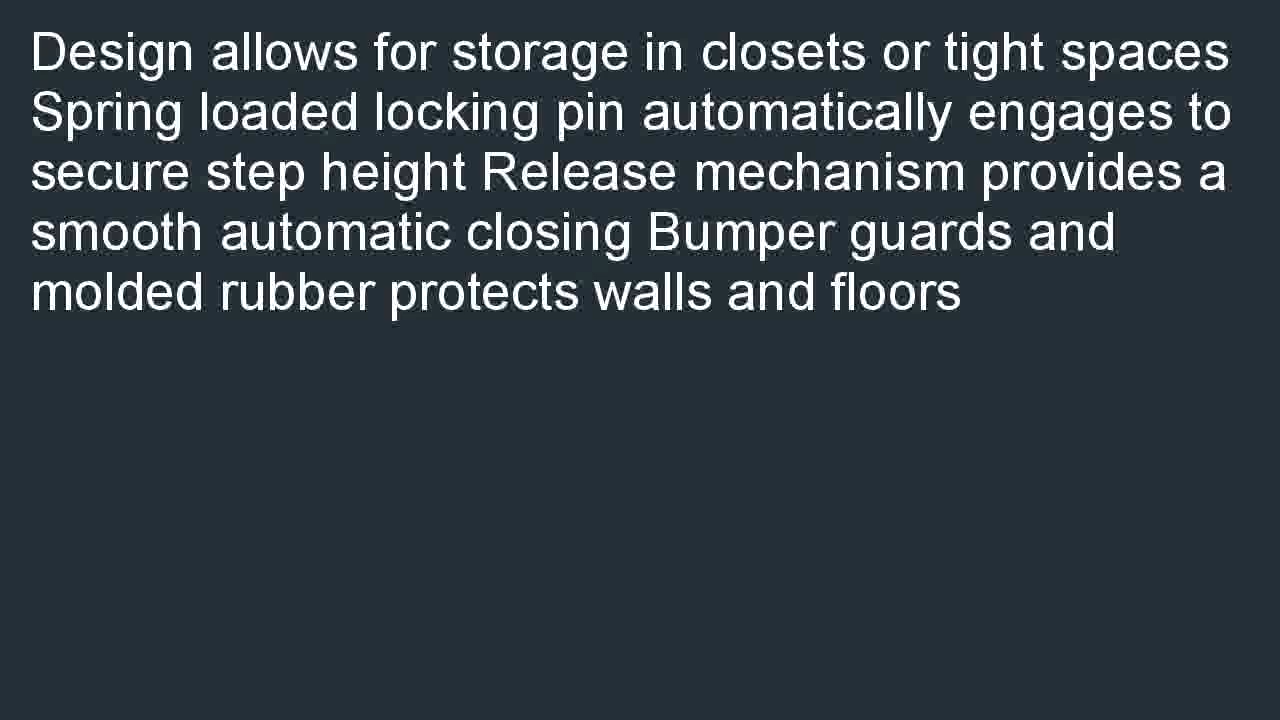 Design allows for storage in closets or tight spaces
Spring loaded locking pin automatically engages to
secure step height Release mechanism provides a
smooth automatic closing Bumper guards and
molded rubber protects walls and floors